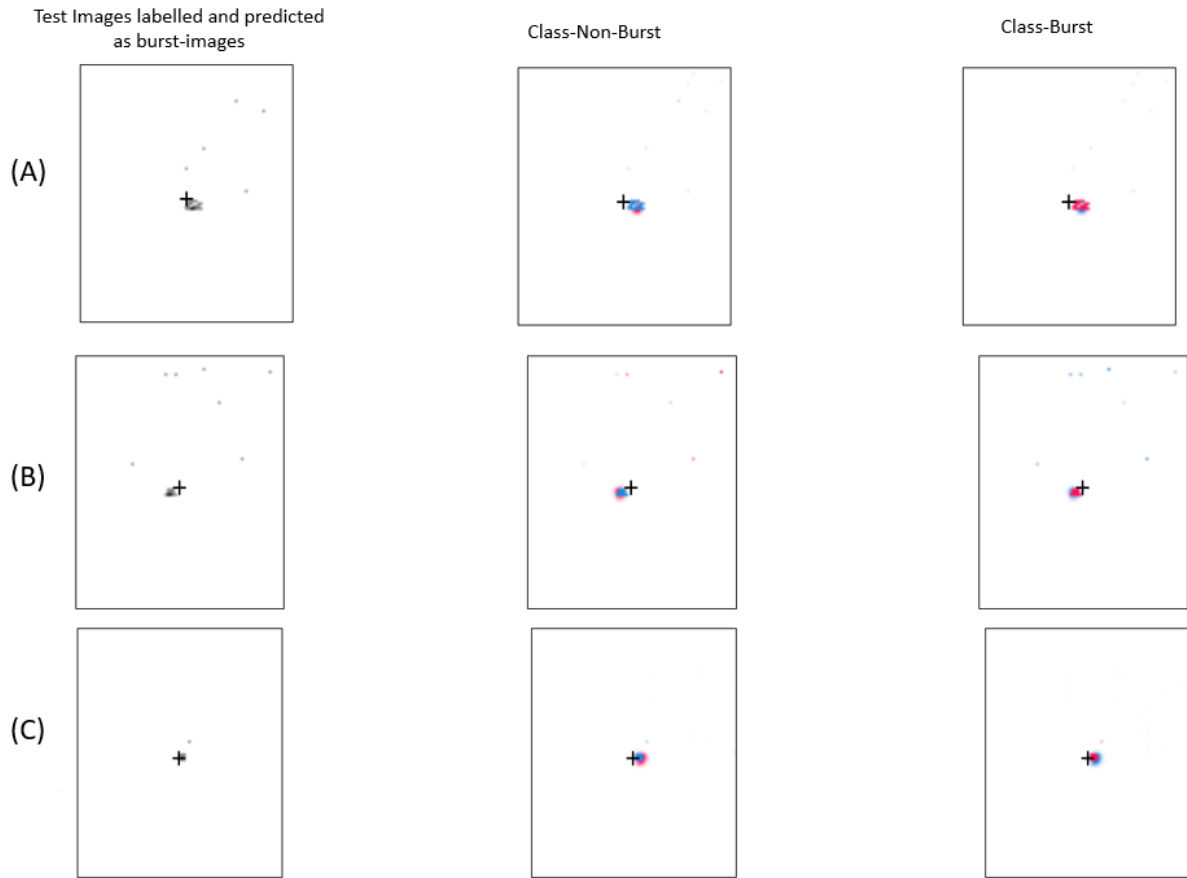 Test Images labelled and predicted
as burst-images
Class-Non-Burst
Class-Burst
(A)
(B)
(C)